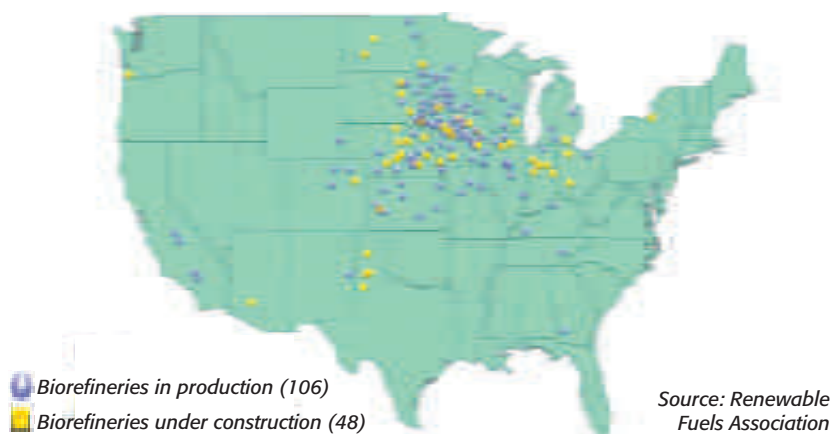 Biorefineries in production (106)
Biorefineries under construction (48)
Source: Renewable
Fuels Association